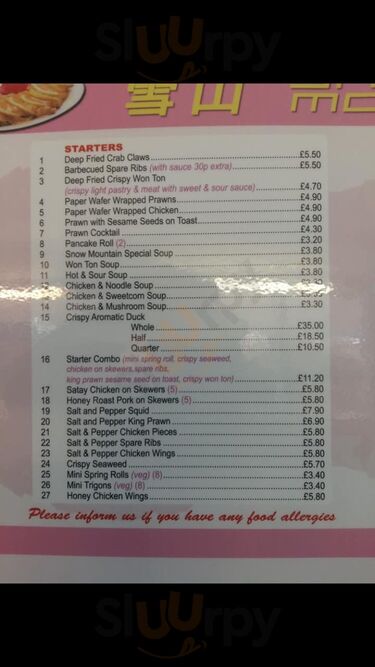 Sluurpy
雪山
STARTERS
1 Deep Fried Crab Claws £5.50
2 Barbecued Spare Ribs (with sauce 30p extra) £5.50
3 Deep Fried Crispy Won Ton
(crispy light pastry & meat with sweet & sour sauce) £4.70
4 Paper Wafer Wrapped Prawns £4.90
5 Paper Wafer Wrapped Chicken £4.90
6 Prawn with Sesame Seeds on Toast £4.90
7 Prawn Cocktail £4.30
8 Pancake Roll (2) £3.20
9 Snow Mountain Special Soup £3.80
10 Won Ton Soup £3.80
11 Hot & Sour Soup £3.80
Chicken & Noodle Soup
Chicken & Sweetcorn Soup
14 Chicken & Mushroom Soup £3.30
15 Crispy Aromatic Duck
Whole £35.00
Half £18.50
Quarter £10.50
16 Starter Combo (mini spring roll, crispy seaweed,
chicken on skewers, spare ribs,
king prawn sesame seed on toast, crispy won ton) £11.20
17 Satay Chicken on Skewers (5) £5.80
18 Honey Roast Pork on Skewers (5) £5.80
19 Salt and Pepper Squid £7.90
20 Salt and Pepper King Prawn £6.90
21 Salt & Pepper Chicken Pieces £5.80
22 Salt & Pepper Spare Ribs £5.80
23 Salt & Pepper Chicken Wings £5.80
24 Crispy Seaweed £5.70
25 Mini Spring Rolls (veg) (8) £3.40
26 Mini Trigons (veg) (8) £3.40
27 Honey Chicken Wings £5.80
Please inform us if you have any food allergies
Sluurpy